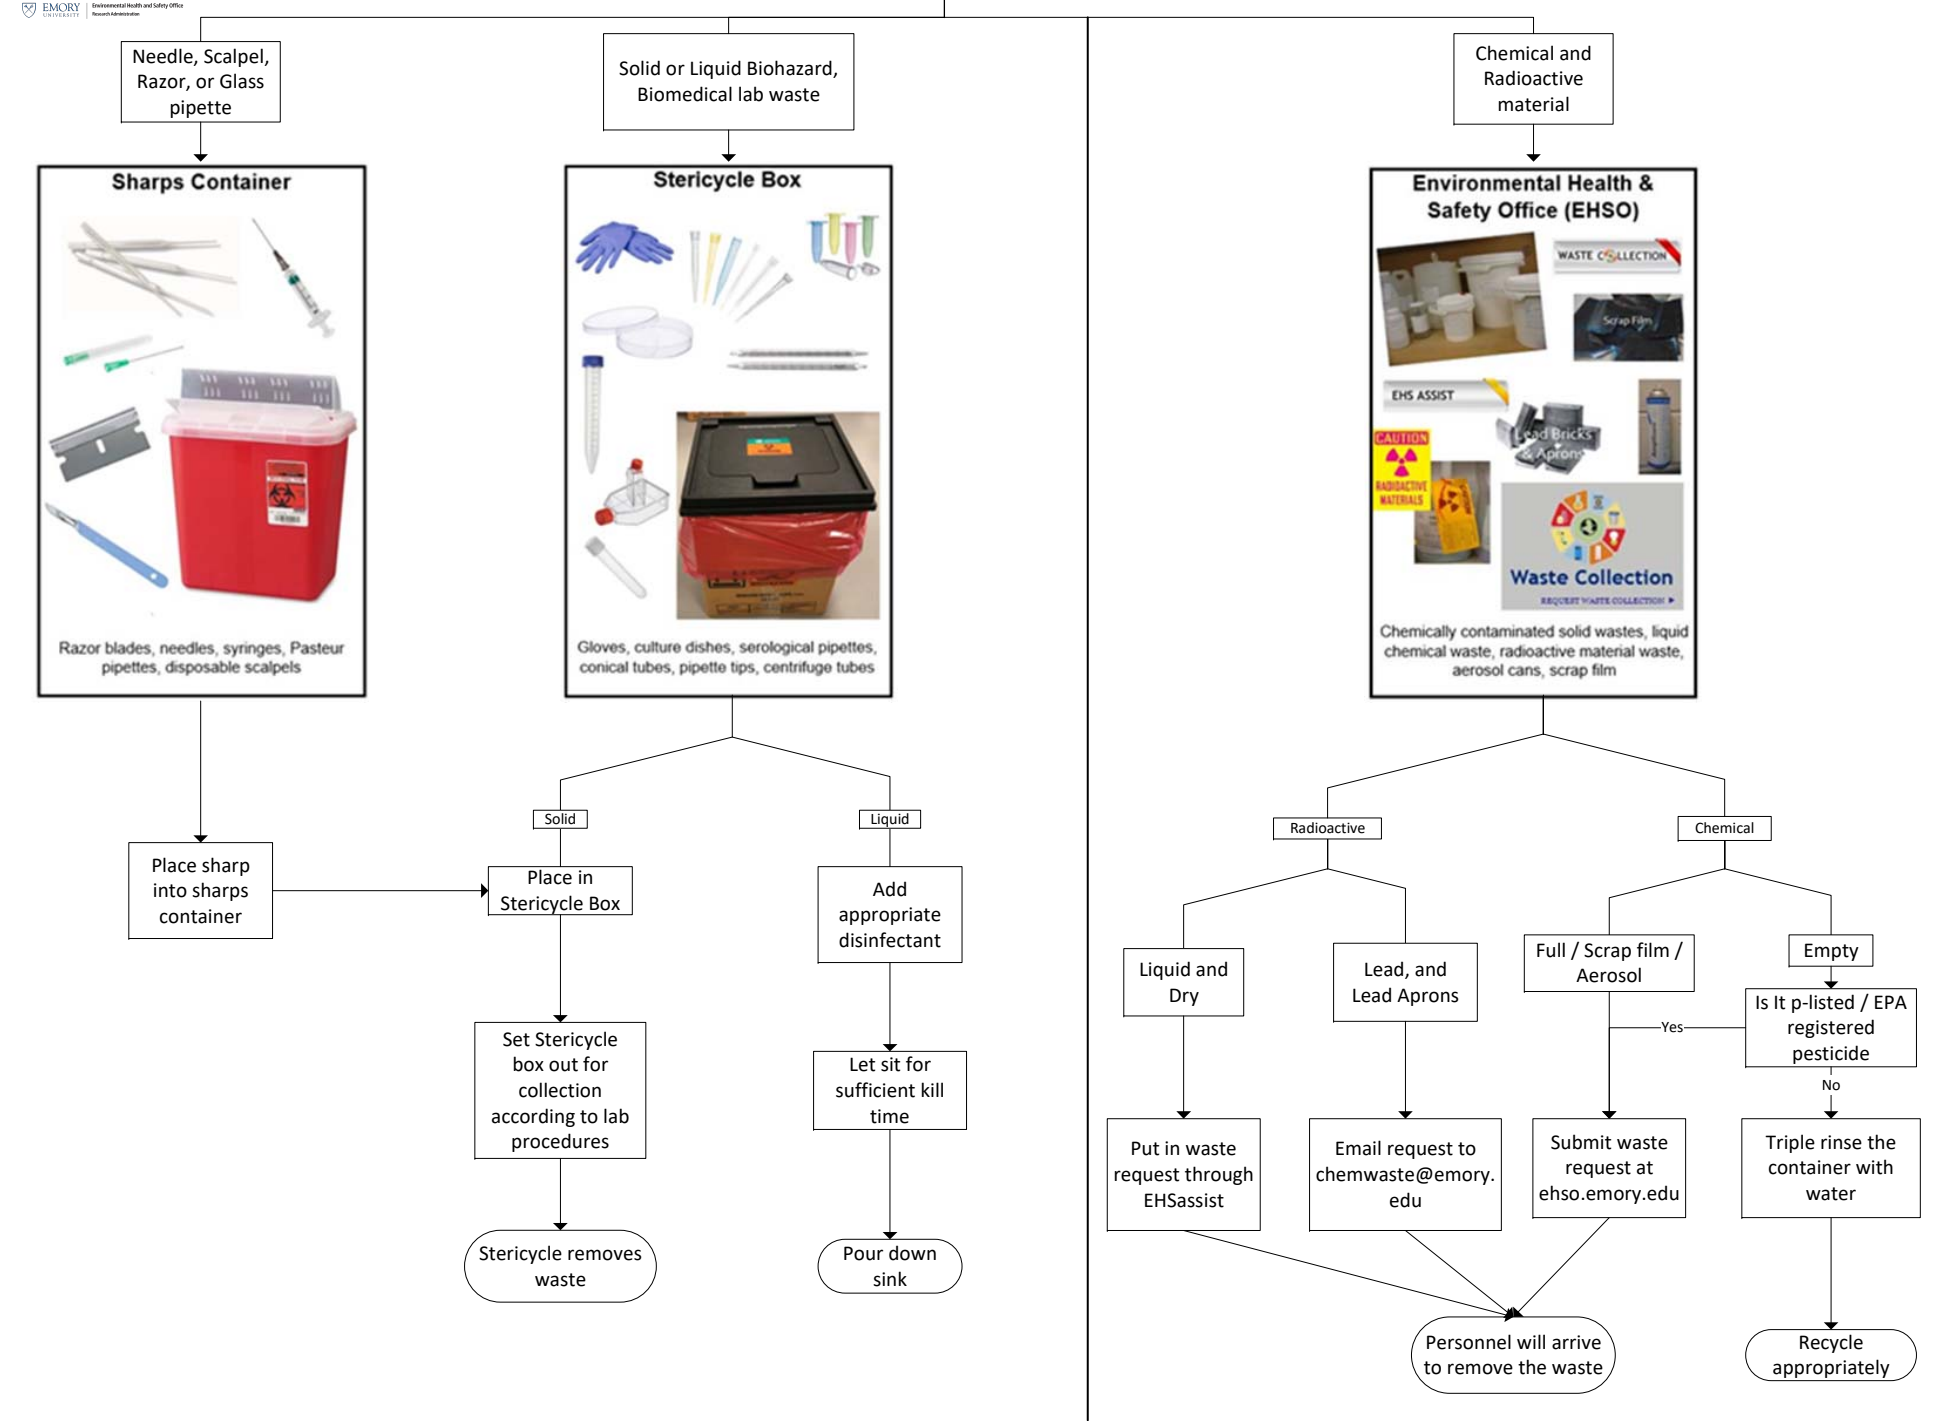 EMORY
UNIVERSITY
Environmental Health and Safety Office
Research Administration
Needle, Scalpel,
Razor, or Glass
pipette
Solid or Liquid Biohazard,
Biomedical lab waste
Chemical and
Radioactive
material
Sharps Container
Razor blades, needles, syringes, Pasteur
pipettes, disposable scalpels
Stericycle Box
Gloves, culture dishes, serological pipettes,
conical tubes, pipette tips, centrifuge tubes
Environmental Health &
Safety Office (EHSO)
WASTE COLLECTION
Scrap Film
EHS ASSIST
Lead Bricks
& Aprons
CAUTION
RADIOACTIVE
MATERIALS
Waste Collection
REQUEST WASTE COLLECTION
Chemically contaminated solid wastes, liquid
chemical waste, radioactive material waste,
aerosol cans, scrap film
Place sharp
into sharps
container
Solid
Place in
Stericycle Box
Set Stericycle
box out for
collection
according to lab
procedures
Stericycle removes
waste
Liquid
Add
appropriate
disinfectant
Let sit for
sufficient kill
time
Pour down
sink
Radioactive
Liquid and
Dry
Put in waste
request through
EHSassist
Lead, and
Lead Aprons
Email request to
chemwaste@emory.
edu
Chemical
Full / Scrap film /
Aerosol
Submit waste
request at
ehso.emory.edu
Personnel will arrive
to remove the waste
Empty
Is It p-listed / EPA
registered
pesticide
Yes
No
Triple rinse the
container with
water
Recycle
appropriately